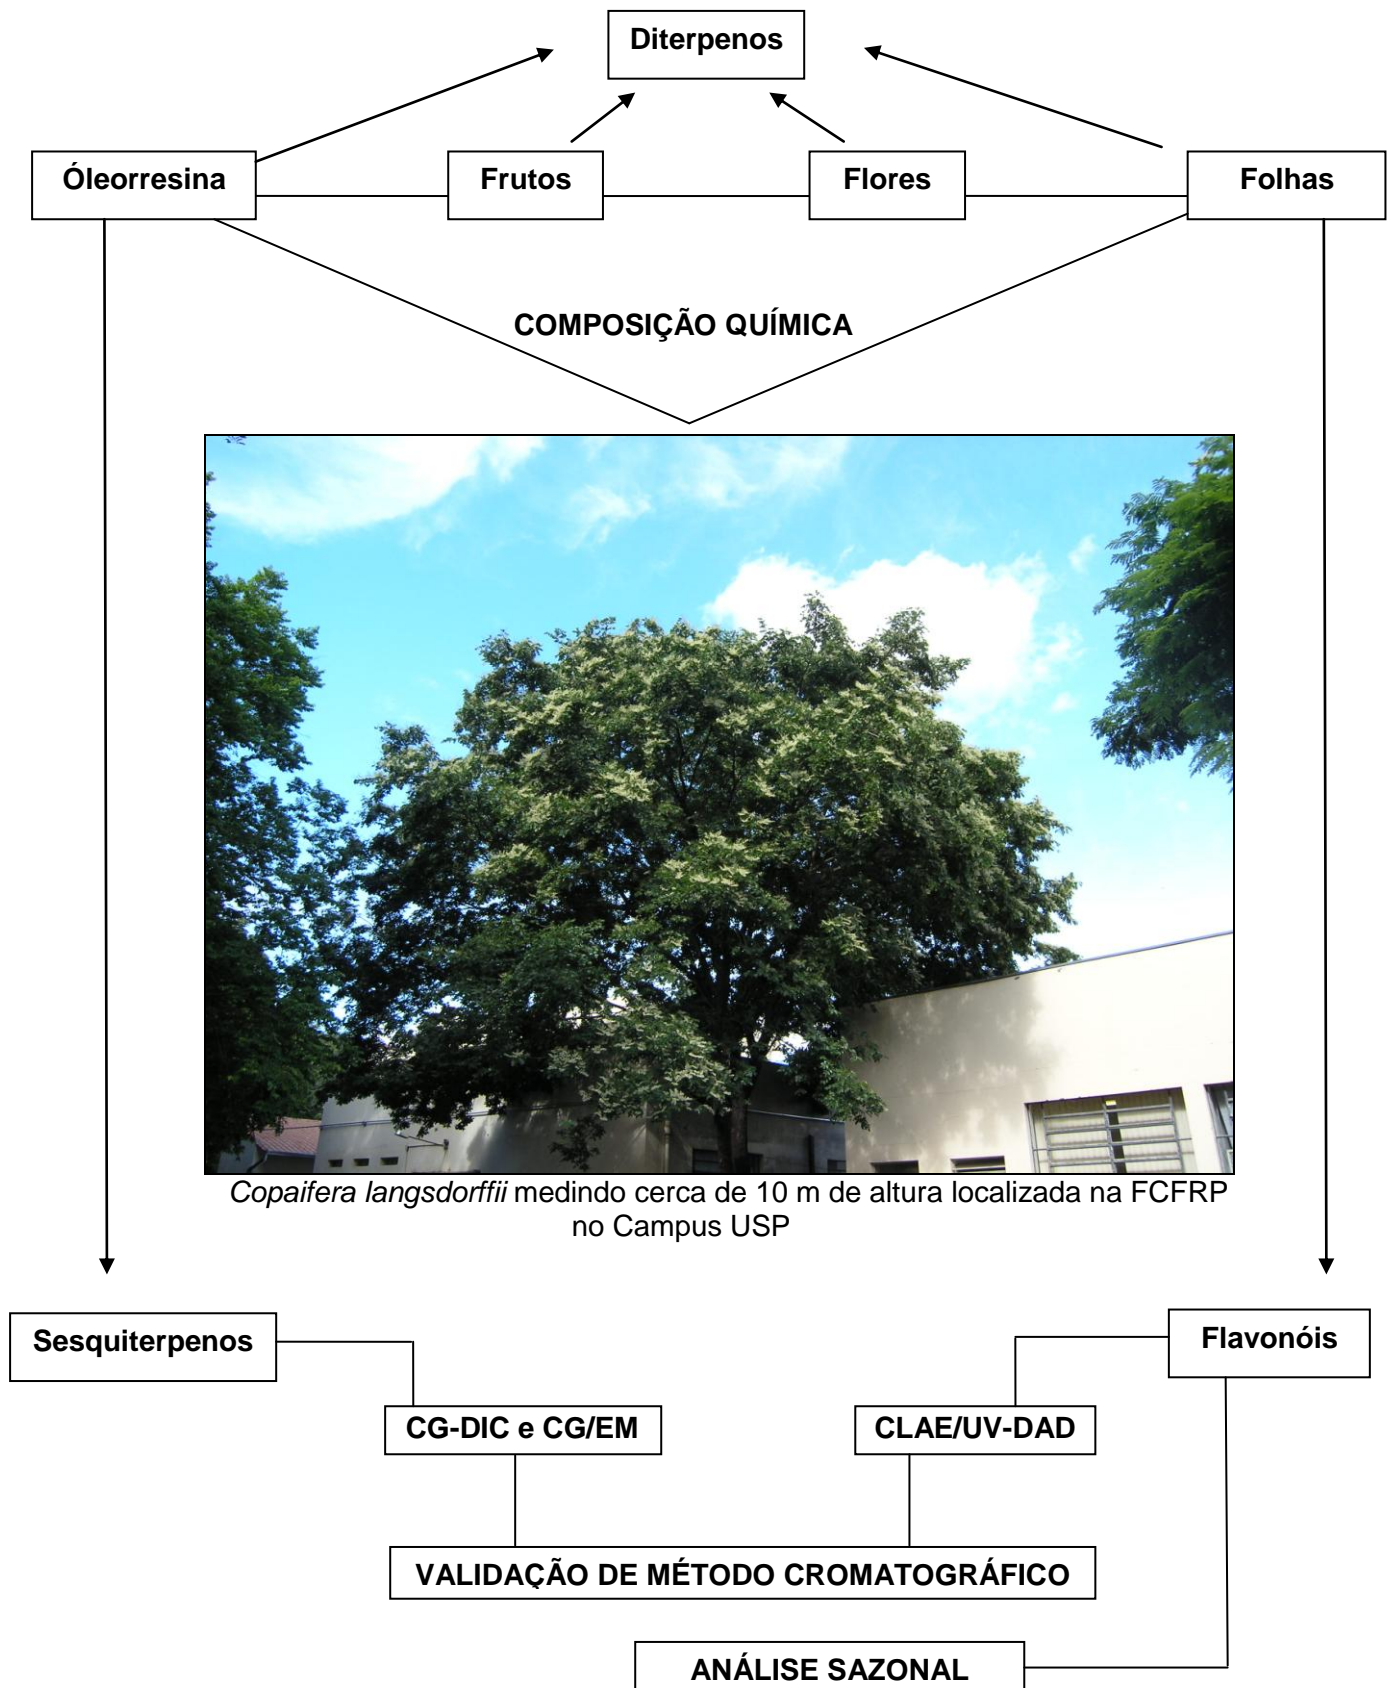 Diterpenos
Óleorresina
Frutos
Flores
Folhas
COMPOSIÇÃO QUÍMICA
Copaifera langsdorffii medindo cerca de 10 m de altura localizada na FCFRP
no Campus USP
Sesquiterpenos
Flavonóis
CG-DIC e CG/EM
CLAE/UV-DAD
VALIDAÇÃO DE MÉTODO CROMATOGRÁFICO
ANÁLISE SAZONAL